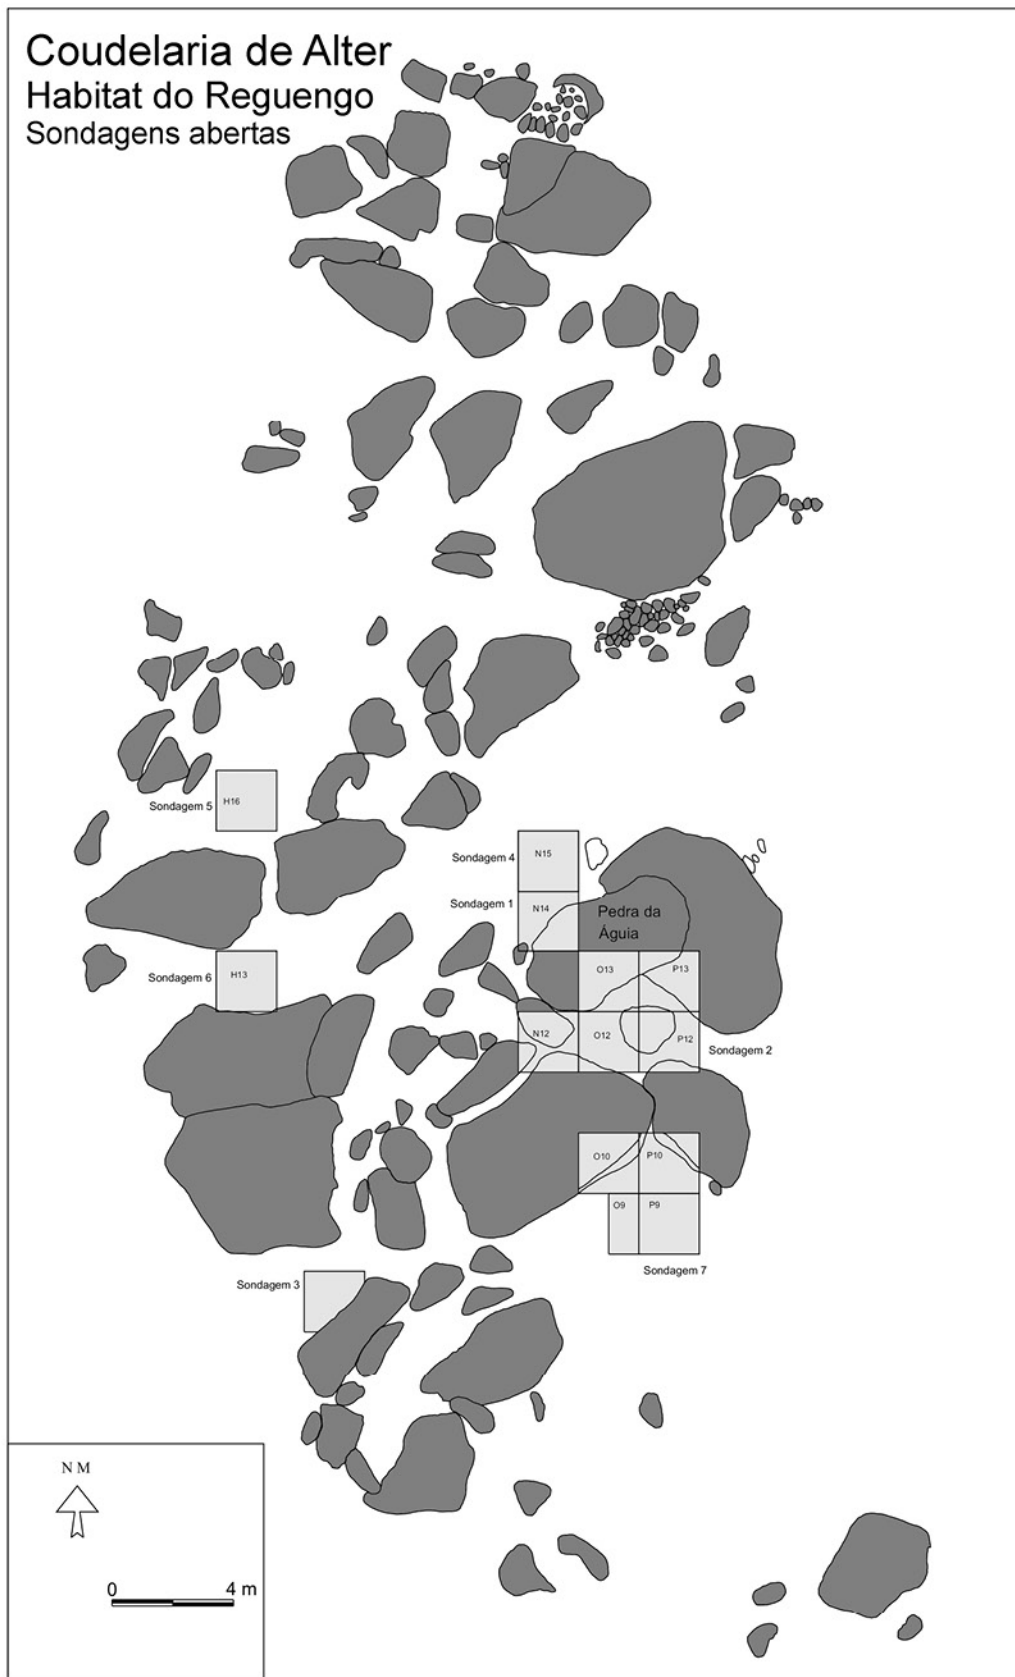 Coudelaria de Alter
Habitat do Reguengo
Sondagens abertas
Sondagem 5
H16
Sondagem 4
N15
Sondagem 1
N14
Pedra da
Águia
Sondagem 6
H13
O13
P13
N12
O12
P12
Sondagem 2
O10
P10
O9
P9
Sondagem 7
Sondagem 3
N M
0
4 m